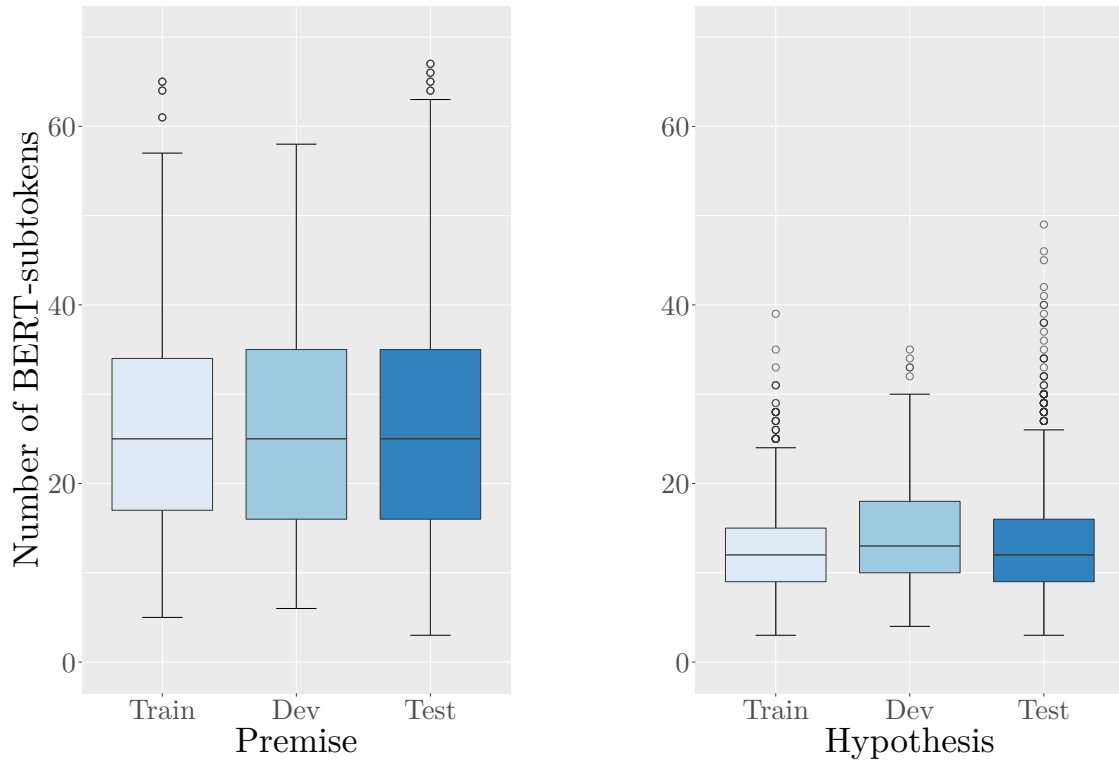 Number of BERT-subtokens
60
40
20
0
Train Dev Test
Premise
60
40
20
0
Train Dev Test
Hypothesis